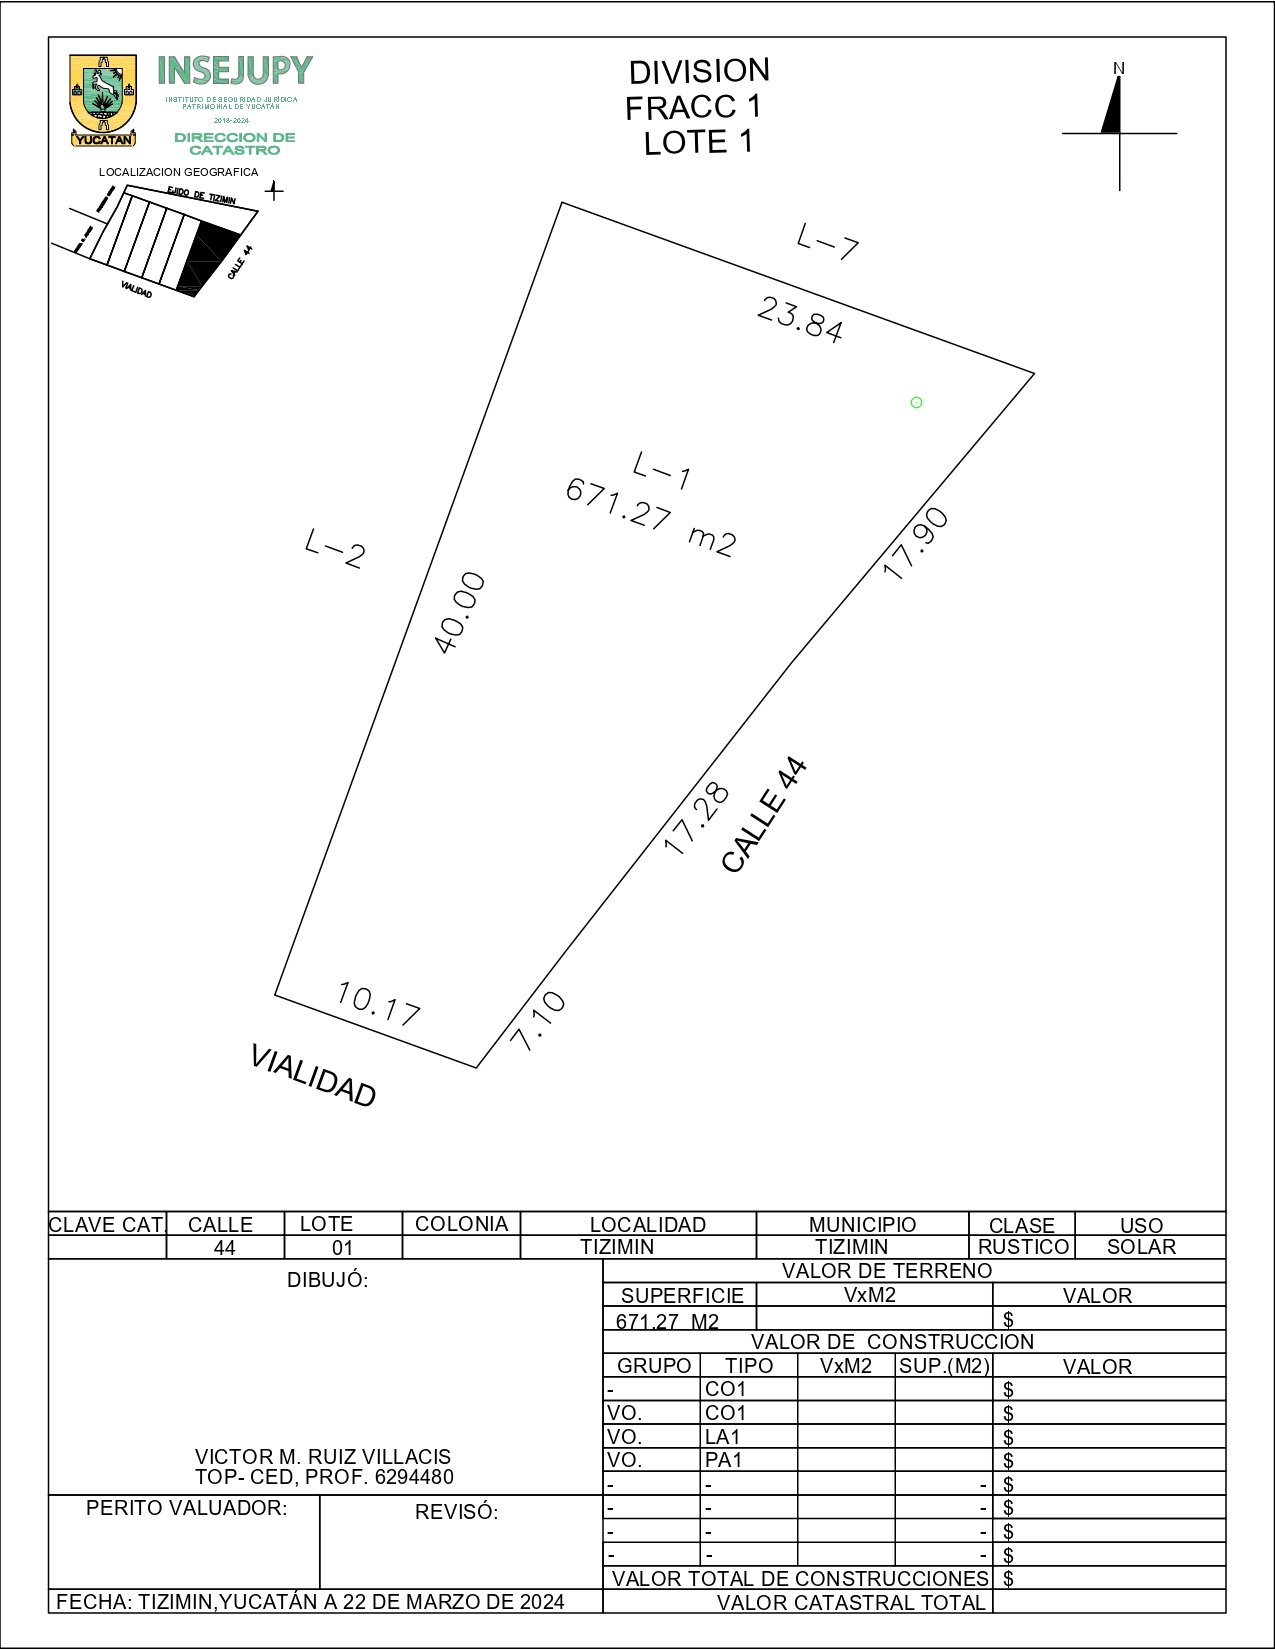 INSEJUPY
INSTITUTO DE SEGURIDAD JURÍDICA
PATRIMONIAL DE YUCATÁN
2018-2024
DIRECCION DE
CATASTRO
YUCATAN
DIVISION
FRACC 1
LOTE 1
N
LOCALIZACION GEOGRAFICA
EJIDO DE TIZIMIN
CALLE 44
VIALIDAD
L-7
23.84
L-1
671.27 m2
L-2
40.00
17.90
17.28
CALLE 44
10.17
7.10
VIALIDAD
CLAVE CAT. CALLE LOTE COLONIA LOCALIDAD MUNICIPIO CLASE USO
44 01 TIZIMIN TIZIMIN RUSTICO SOLAR
DIBUJÓ:
VICTOR M. RUIZ VILLACIS
TOP- CED, PROF. 6294480
PERITO VALUADOR: REVISÓ:
FECHA: TIZIMIN,YUCATÁN A 22 DE MARZO DE 2024
VALOR DE TERRENO
SUPERFICIE VxM2 VALOR
671.27 M2 $
VALOR DE CONSTRUCCION
GRUPO TIPO VxM2 SUP.(M2) VALOR
- CO1 $
VO. CO1 $
VO. LA1 $
VO. PA1 $
- - - $
- - - $
- - - $
- - - $
VALOR TOTAL DE CONSTRUCCIONES $
VALOR CATASTRAL TOTAL